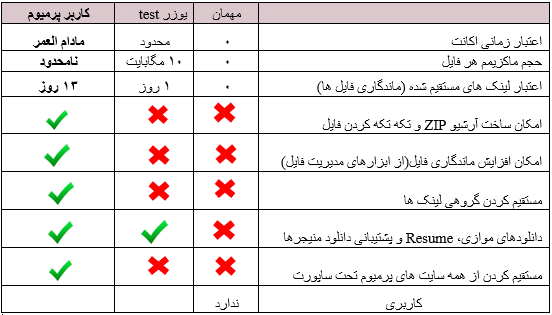 مهمان یوزر test کاربر پرمیوم
اعتبار زمانی اکانت ۰ محدود مادام العمر
حجم ماکزیمم هر فایل ۰ ۱۰ مگابایت نامحدود
اعتبار لینک های مستقیم شده (ماندگاری فایل ها) ۰ ۱ روز ۱۳ روز
امکان ساخت آرشیو ZIP و تکه تکه کردن فایل
امکان افزایش ماندگاری فایل(از ابزارهای مدیریت فایل)
مستقیم کردن گروهی لینک ها
دانلودهای موازی، Resume و پشتیبانی دانلود منیجرها
مستقیم کردن از همه سایت های پرمیوم تحت ساپورت
کاربری ندارد